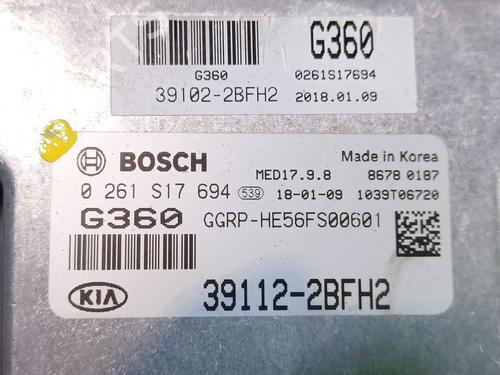 G360
G360
0261S17694
39102-2BFH2
2018.01.09
BOSCH
MED17.9.8
Made in Korea
8678 0187
0 261 S17 694
539
18-01-09
1039T06720
G360
GGRP-HE56FS00601
KIA
39112-2BFH2